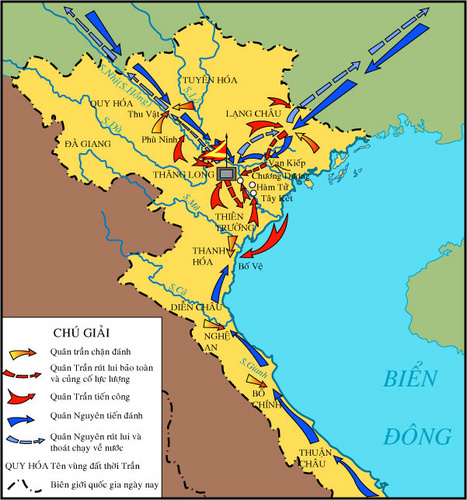 TUYÊN HÓA
S.Nhị(S.Hồng)
S.Lô
QUY HÓA
Thu Vật
LẠNG CHÂU
Phù Ninh
S.Đà
ĐÀ GIANG
Vạn Kiếp
THĂNG LONG
Chương Dương
Hàm Tử
Tây Kết
S.Mã
THIÊN
TRƯỜNG
THANH
HÓA
Bố Vệ
S.Cả
DIỄN CHÂU
NGHỆ
AN
S.Gianh
BỐ
CHÍNH
THUẬN
CHÂU
BIỂN
ĐÔNG
CHÚ GIẢI
Quân trần chặn đánh
Quân Trần rút lui bảo toàn
và củng cố lực lượng
Quân Trần tiến công
Quân Nguyên tiến đánh
Quân Nguyên rút lui và
thoát chạy về nước
QUY HÓA Tên vùng đất thời Trần
Biên giới quốc gia ngày nay